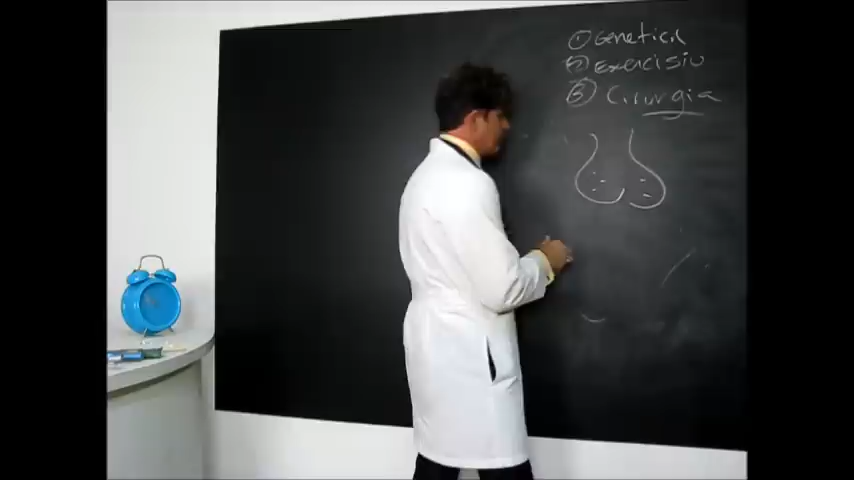 ① Genetica
② Exercisio
③ Cirurgia